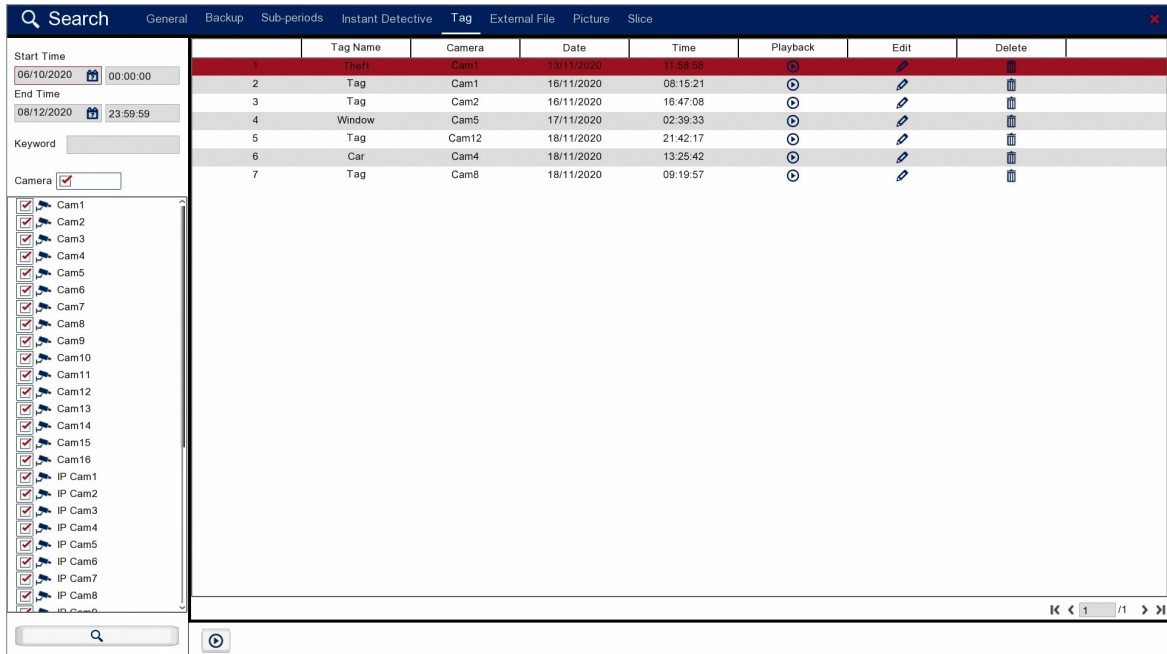 Search General Backup Sub-periods Instant Detective Tag External File Picture Slice
Start Time
06/10/2020 00:00:00
End Time
08/12/2020 23:59:59
Keyword
Camera
Cam1
Cam2
Cam3
Cam4
Cam5
Cam6
Cam7
Cam8
Cam9
Cam10
Cam11
Cam12
Cam13
Cam14
Cam15
Cam16
IP Cam1
IP Cam2
IP Cam3
IP Cam4
IP Cam5
IP Cam6
IP Cam7
IP Cam8
Tag Name Camera Date Time Playback Edit Delete
1 Theft Cam1 13/11/2020 11:58:58
2 Tag Cam1 16/11/2020 08:15:21
3 Tag Cam2 16/11/2020 16:47:08
4 Window Cam5 17/11/2020 02:39:33
5 Tag Cam12 18/11/2020 21:42:17
6 Car Cam4 18/11/2020 13:25:42
7 Tag Cam8 18/11/2020 09:19:57
1 /1